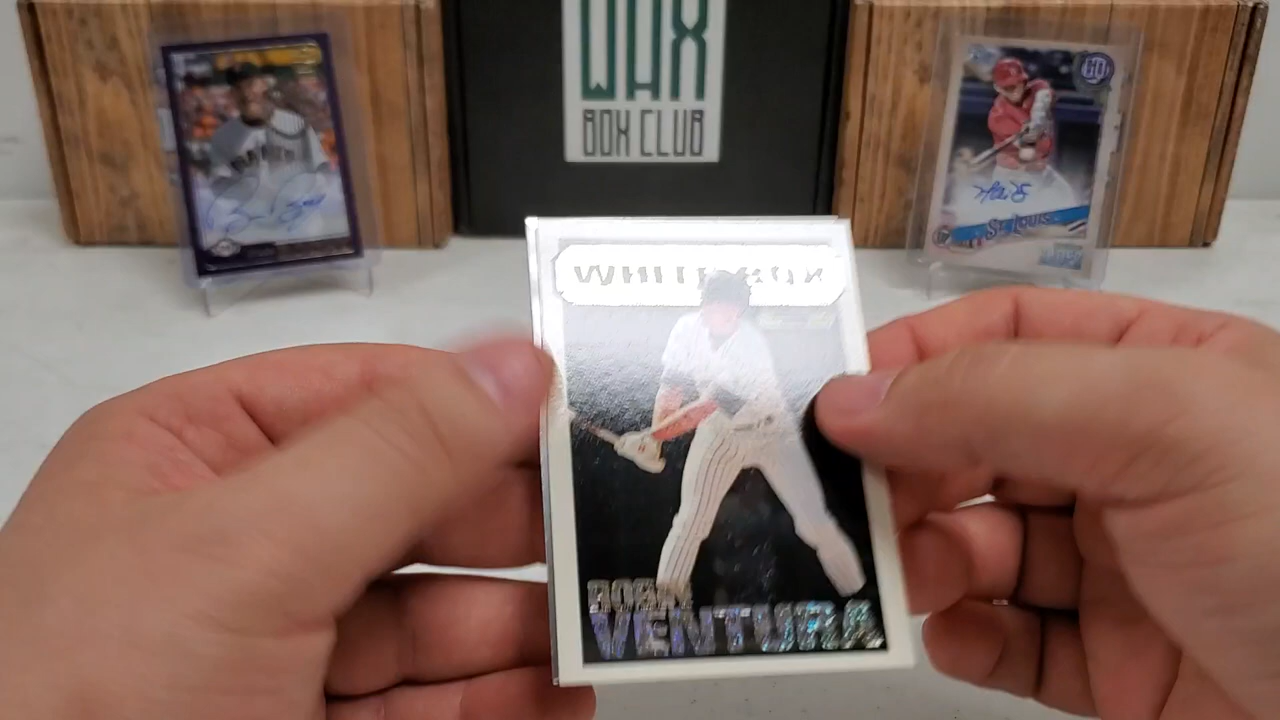 WAX
BOX CLUB
St. Louis
WHITE SOX
ROBIN
VENTURA